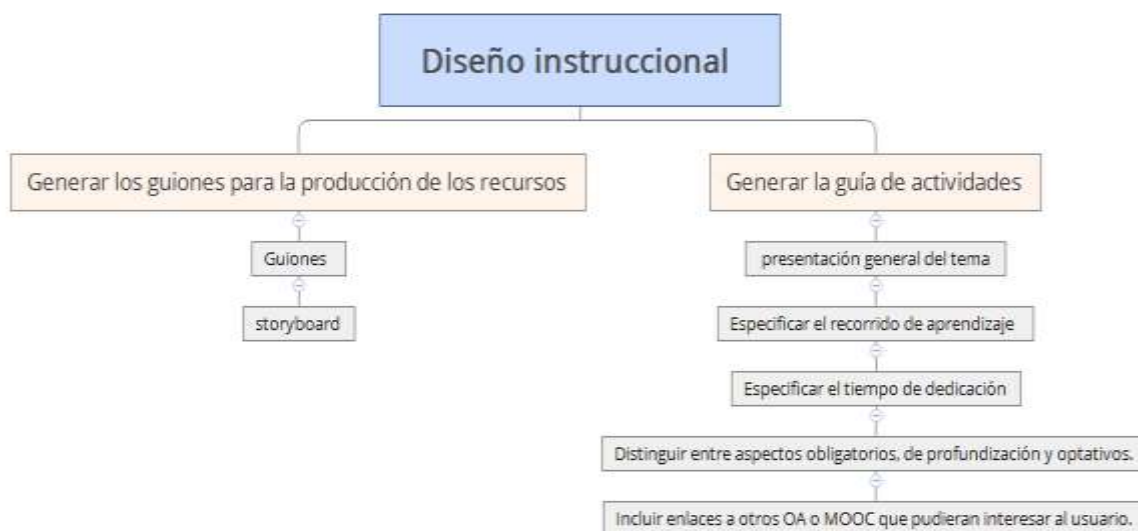 Diseño instruccional
Generar los guiones para la producción de los recursos
Guiones
storyboard
Generar la guía de actividades
presentación general del tema
Especificar el recorrido de aprendizaje
Especificar el tiempo de dedicación
Distinguir entre aspectos obligatorios, de profundización y optativos.
Incluir enlaces a otros OA o MOOC que pudieran interesar al usuario.